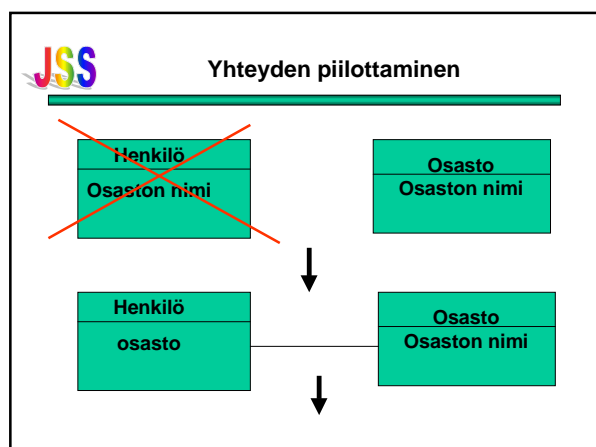 JSS
Yhteyden piilottaminen
Henkilö
Osaston nimi
Osasto
Osaston nimi
Henkilö
osasto
Osasto
Osaston nimi